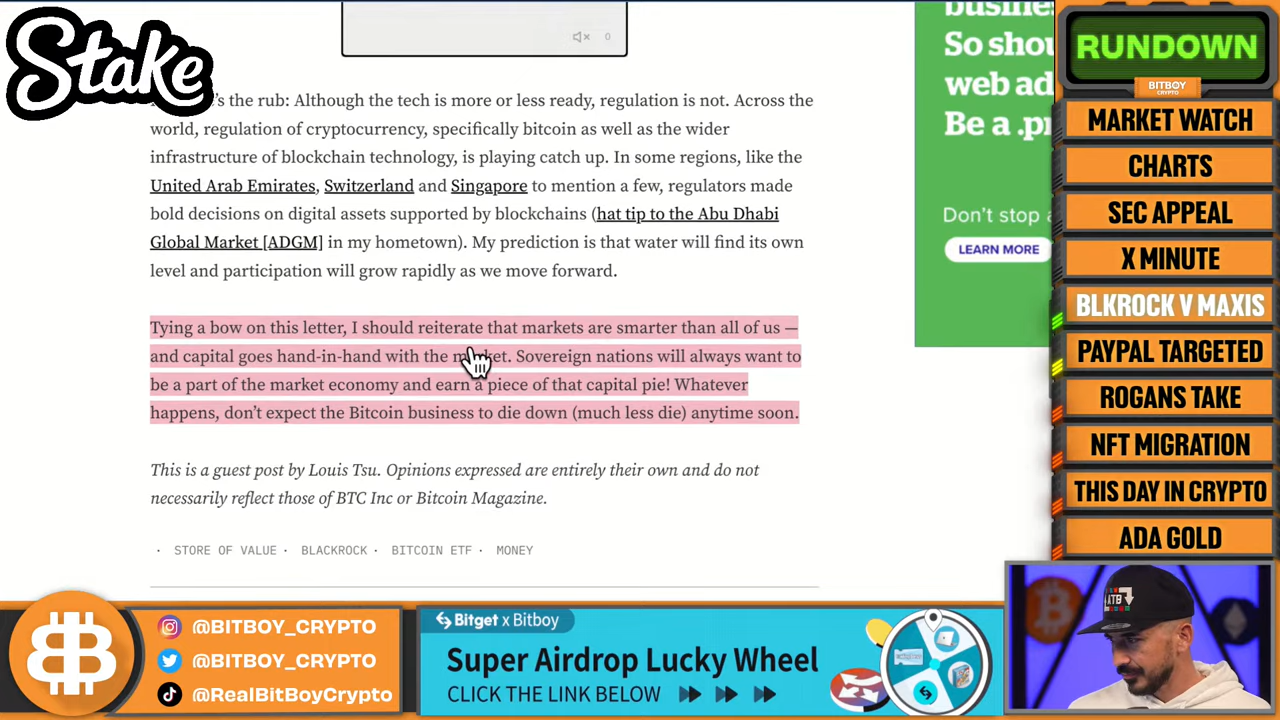 Stake
0
's the rub: Although the tech is more or less ready, regulation is not. Across the
world, regulation of cryptocurrency, specifically bitcoin as well as the wider
infrastructure of blockchain technology, is playing catch up. In some regions, like the
United Arab Emirates, Switzerland and Singapore to mention a few, regulators made
bold decisions on digital assets supported by blockchains (hat tip to the Abu Dhabi
Global Market [ADGM] in my hometown). My prediction is that water will find its own
level and participation will grow rapidly as we move forward.
Tying a bow on this letter, I should reiterate that markets are smarter than all of us —
and capital goes hand-in-hand with the market. Sovereign nations will always want to
be a part of the market economy and earn a piece of that capital pie! Whatever
happens, don't expect the Bitcoin business to die down (much less die) anytime soon.
This is a guest post by Louis Tsu. Opinions expressed are entirely their own and do not
necessarily reflect those of BTC Inc or Bitcoin Magazine.
· STORE OF VALUE · BLACKROCK · BITCOIN ETF · MONEY
So shou
web ad
Be a .pr
Don't stop a
LEARN MORE
RUNDOWN
BITBOY
CRYPTO
MARKET WATCH
CHARTS
SEC APPEAL
X MINUTE
BLKROCK V MAXIS
PAYPAL TARGETED
ROGANS TAKE
NFT MIGRATION
THIS DAY IN CRYPTO
ADA GOLD
@BITBOY_CRYPTO
@BITBOY_CRYPTO
@RealBitBoyCrypto
Bitget x Bitboy
Super Airdrop Lucky Wheel
CLICK THE LINK BELOW